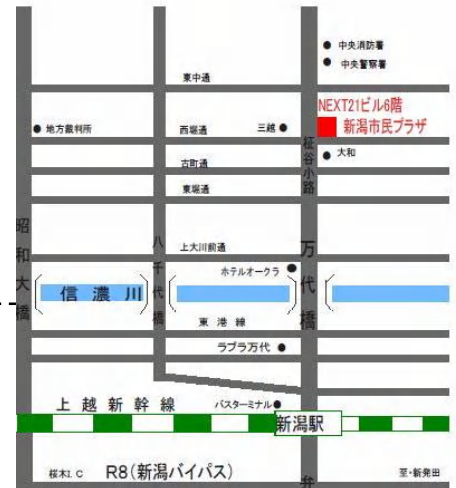 中央消防署
中央警察署
東中通
NEXT21ビル6階
新潟市民プラザ
地方裁判所
西堀通
三越
柾谷小路
大和
古町通
東堀通
昭和大橋
八千代橋
上大川前通
万代橋
ホテルオークラ
信濃川
東港線
ラブラ万代
上越新幹線
バスターミナル
新潟駅
桜木I.C
R8(新潟バイパス)
弁
至・新発田